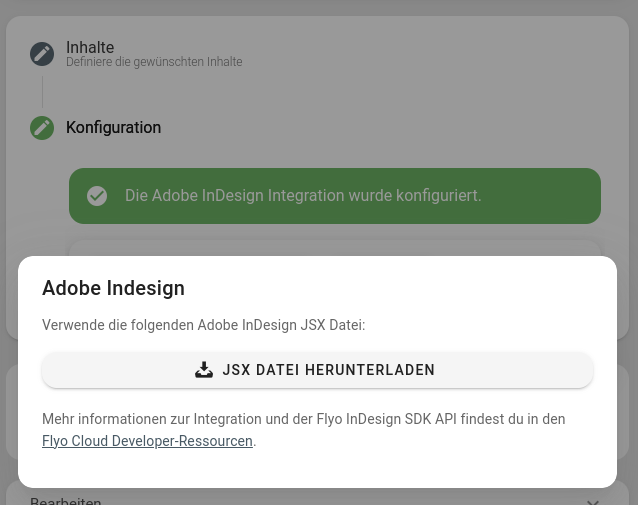 Inhalte
Definiere die gewünschten Inhalte
Konfiguration
Die Adobe InDesign Integration wurde konfiguriert.
Adobe Indesign
Verwende die folgenden Adobe InDesign JSX Datei:
JSX DATEI HERUNTERLADEN
Mehr informationen zur Integration und der Flyo InDesign SDK API findest du in den
Flyo Cloud Developer-Ressourcen.
Bearbeiten